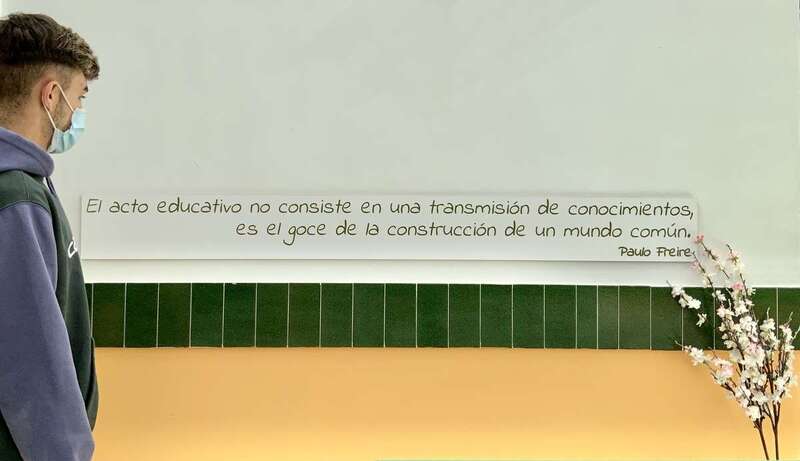 El acto educativo no consiste en una transmisión de conocimientos,
es el goce de la construcción de un mundo común.
Paulo Freire